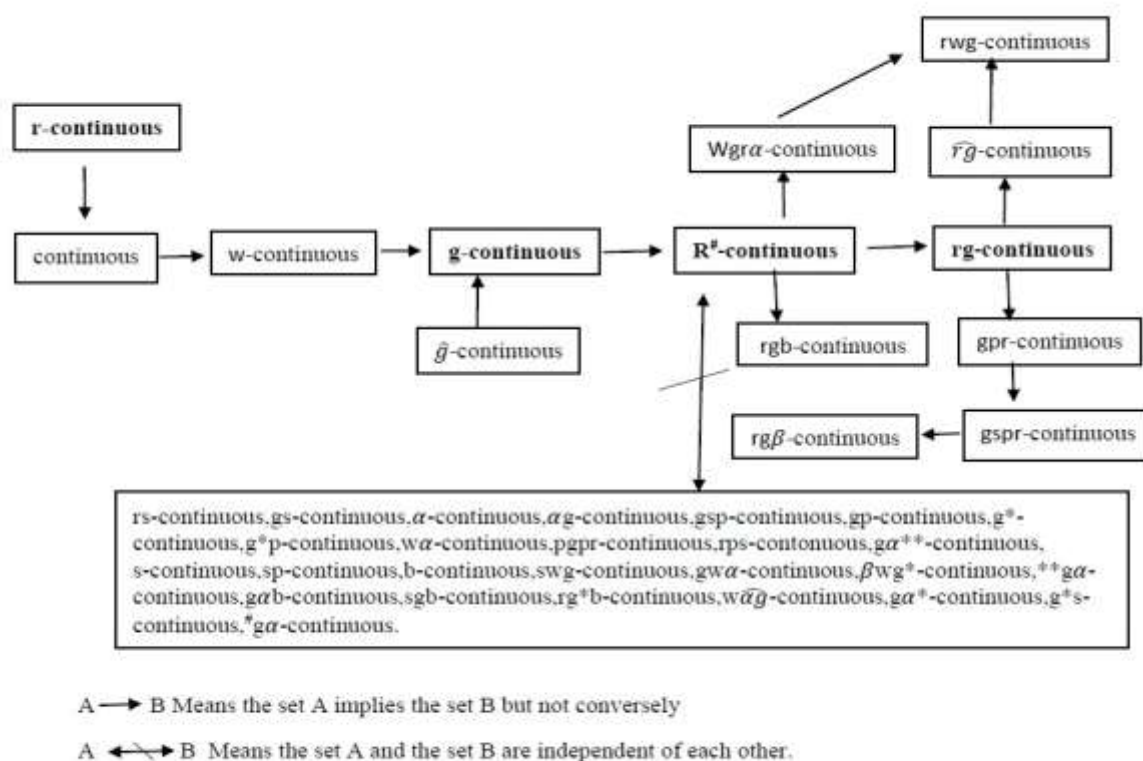 rwg-continuous
r-continuous
Wgrα-continuous
r͡g-continuous
continuous
w-continuous
g-continuous
R#-continuous
rg-continuous
ĝ-continuous
rgb-continuous
gpr-continuous
rgβ-continuous
gspr-continuous
rs-continuous,gs-continuous,α-continuous,αg-continuous,gsp-continuous,gp-continuous,g*-
continuous,g*p-continuous,wα-continuous,pgpr-continuous,rps-contonuous,gα**-continuous,
s-continuous,sp-continuous,b-continuous,swg-continuous,gwα-continuous,βwg*-continuous,**gα-
continuous,gαb-continuous,sgb-continuous,rg*b-continuous,wα͡g-continuous,gα*-continuous,g*s-
continuous,#gα-continuous.
A → B Means the set A implies the set B but not conversely
A ↔ B Means the set A and the set B are independent of each other.